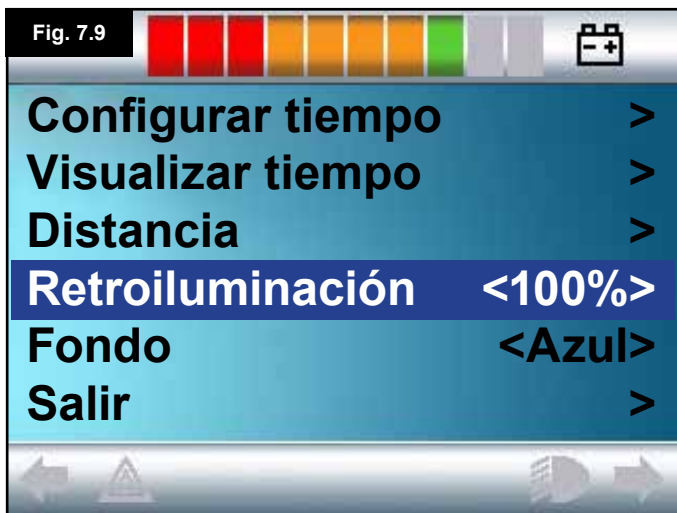 Fig. 7.9
Configurar tiempo >
Visualizar tiempo >
Distancia >
Retroiluminación <100%>
Fondo <Azul>
Salir >